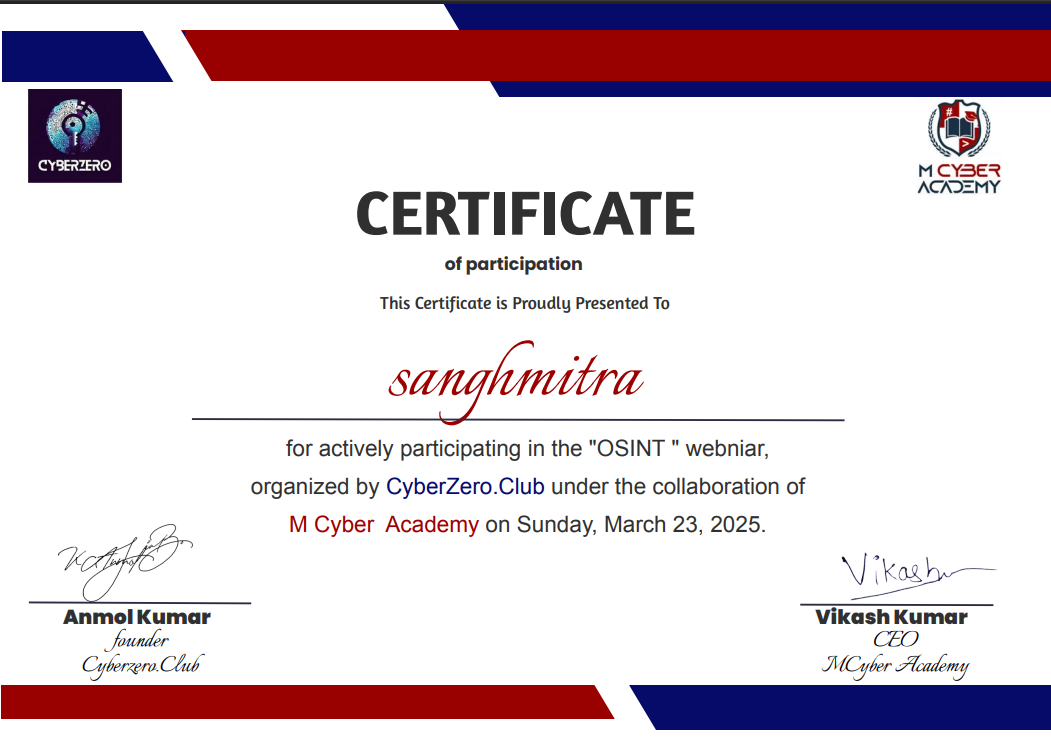 CYBERZERO
M CYBER
ACADEMY
CERTIFICATE
of participation
This Certificate is Proudly Presented To
sanghmitra
for actively participating in the "OSINT " webniar,
organized by CyberZero.Club under the collaboration of
M Cyber Academy on Sunday, March 23, 2025.
Anmol Kumar
founder
Cyberzero.Club
Vikash
Vikash Kumar
CEO
MCyber Academy